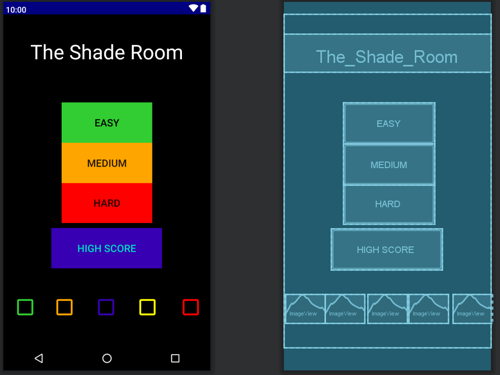 10:00
The Shade Room
EASY
MEDIUM
HARD
HIGH SCORE
The_Shade_Room
EASY
MEDIUM
HARD
HIGH SCORE
ImageView
ImageView
ImageView
ImageView
ImageView